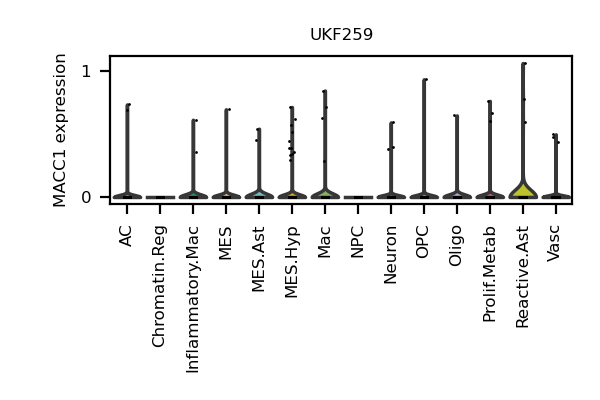 UKF259
MACC1 expression
1
0
AC
Chromatin.Reg
Inflammatory.Mac
MES
MES.Ast
MES.Hyp
Mac
NPC
Neuron
OPC
Oligo
Prolif.Metab
Reactive.Ast
Vasc